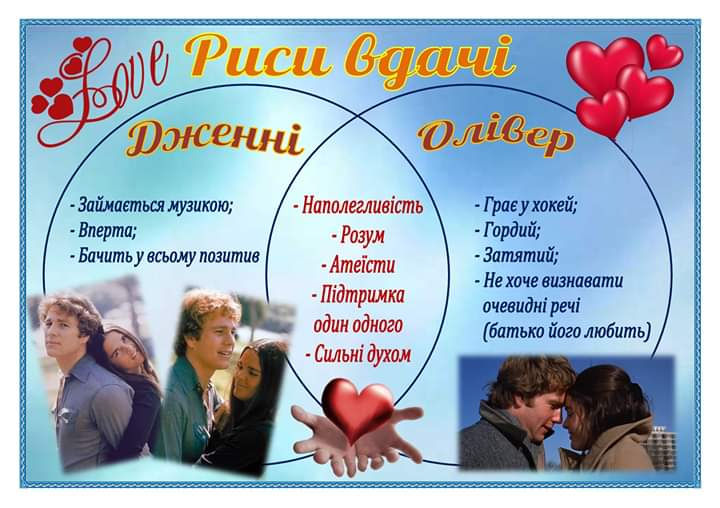 Love
Риси вдачі
Дженні
Олівер
- Займається музикою;
- Вперта;
- Бачить у всьому позитив
- Наполегливість
- Розум
- Атеїсти
- Підтримка
один одного
- Сильні духом
- Грає у хокей;
- Гордий;
- Затятий;
- Не хоче визнавати
очевидні речі
(батько його любить)